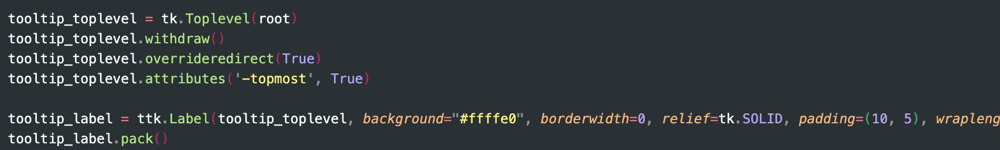 tooltip_toplevel = tk.Toplevel(root)
tooltip_toplevel.withdraw()
tooltip_toplevel.overrideredirect(True)
tooltip_toplevel.attributes('-topmost', True)
tooltip_label = ttk.Label(tooltip_toplevel, background="#ffffe0", borderwidth=0, relief=tk.SOLID, padding=(10, 5), wrapleng
tooltip_label.pack()